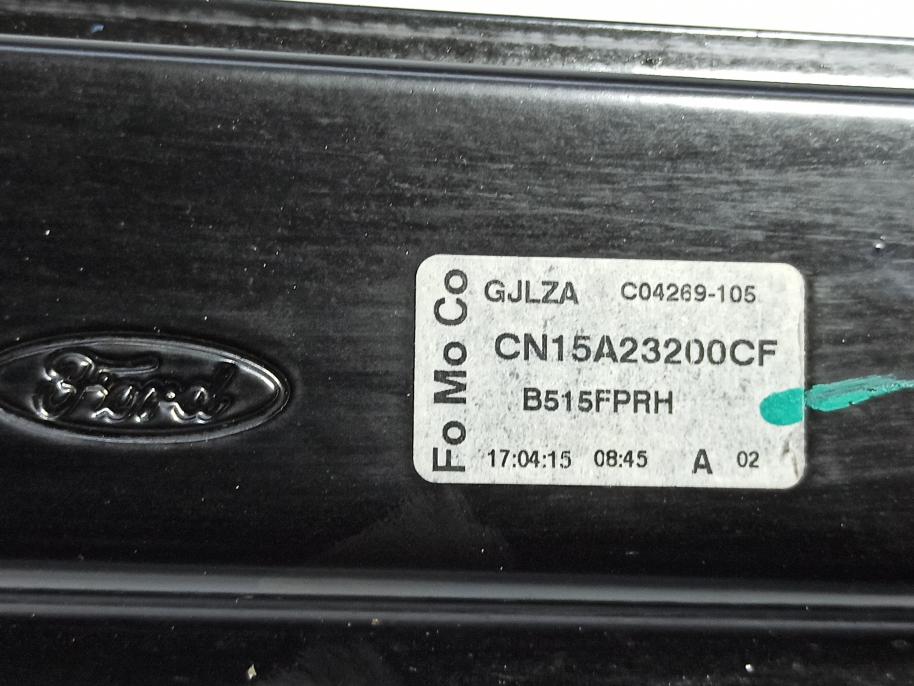 Ford
Fo Mo Co
GJLZA C04269-105
CN15A23200CF
B515FPRH
17:04:15 08:45 A 02